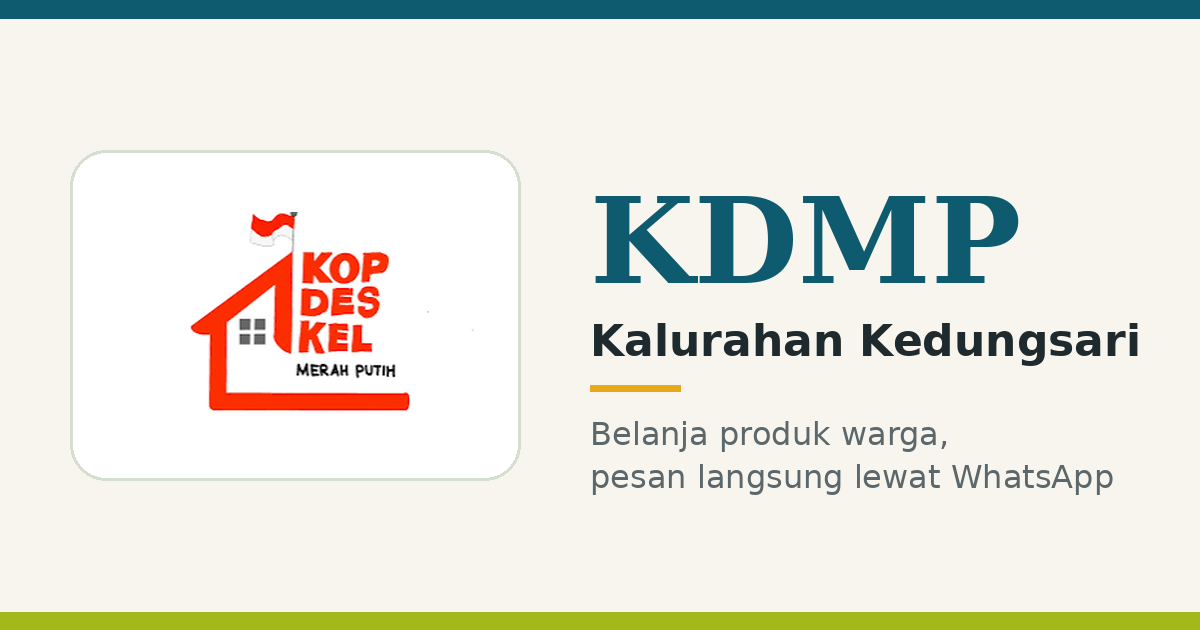 KOP
DES
KEL
MERAH PUTIH
KDMP
Kalurahan Kedungsari
Belanja produk warga,
pesan langsung lewat WhatsApp